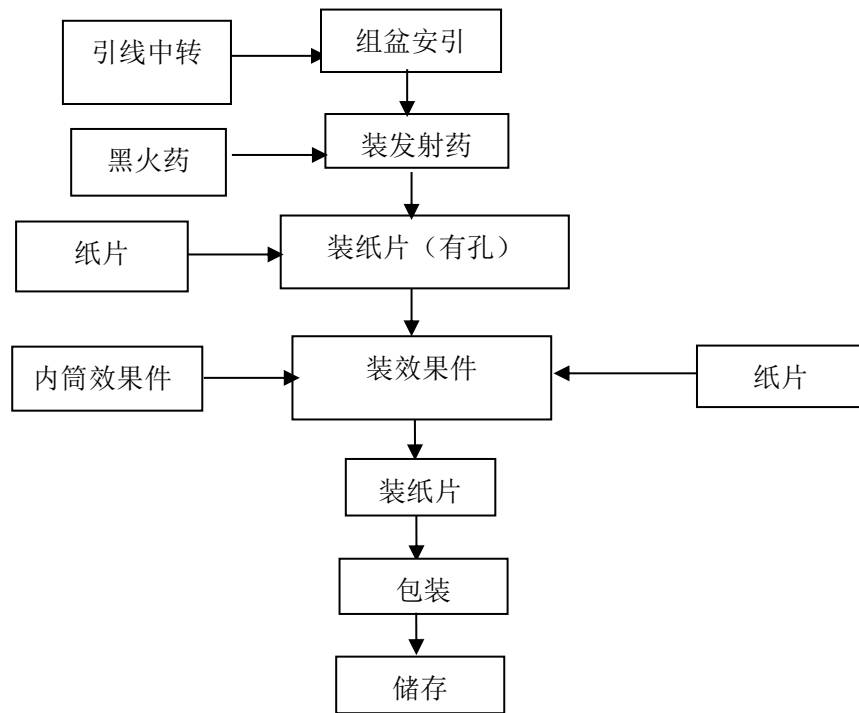 引线中转
组盆安引
黑火药
装发射药
纸片
装纸片（有孔）
内筒效果件
装效果件
纸片
装纸片
包装
储存